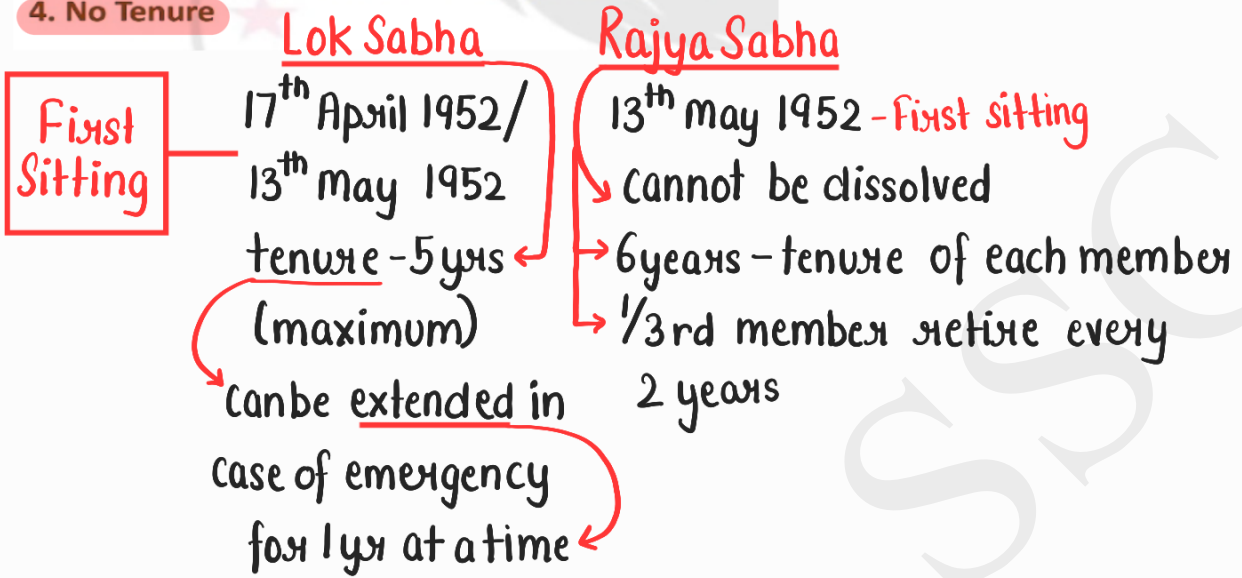 4. No Tenure
Lok Sabha
Rajya Sabha
First
Sitting
17th April 1952/
13th may 1952
tenure - 5 yrs
(maximum)
canbe extended in
case of emergency
for 1 yr at a time
13th may 1952 - First sitting
cannot be dissolved
6 years - tenure of each member
1/3rd member retire every
2 years
SSC